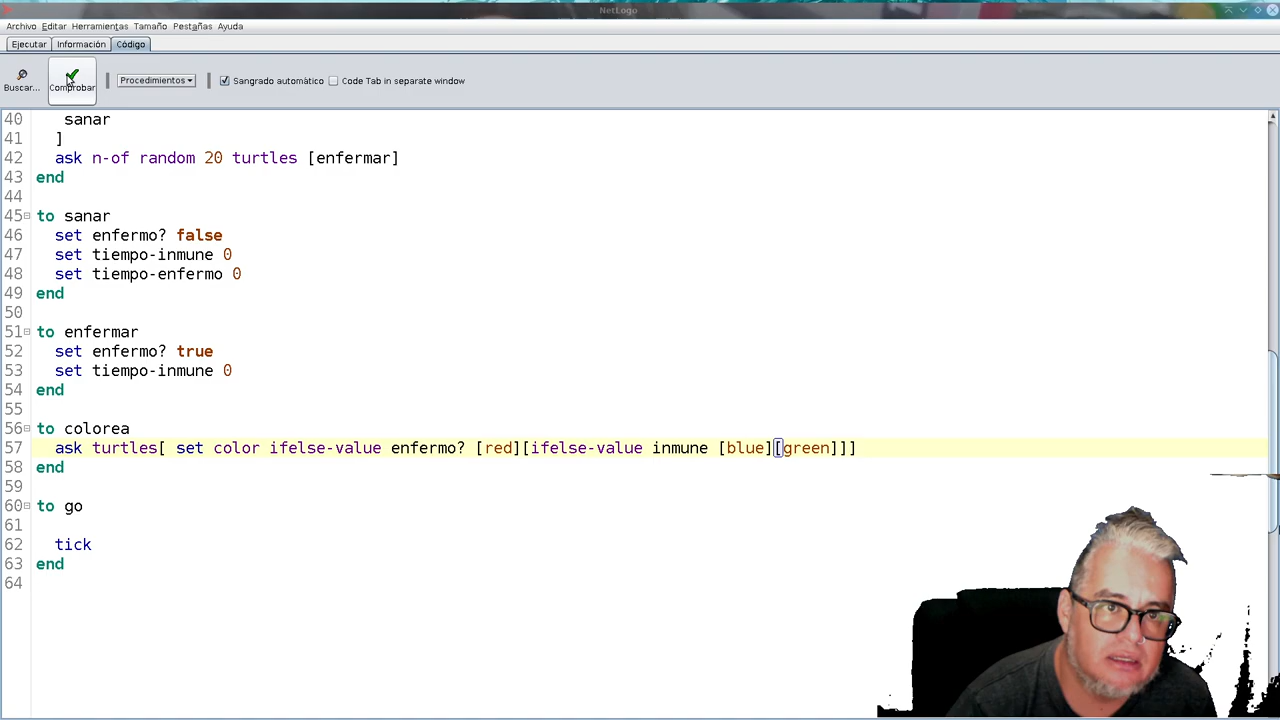 NetLogo
Archivo Editar Herramientas Tamaño Pestañas Ayuda
Ejecutar Información Código
Buscar... Comprobar Procedimientos Sangrado automático Code Tab in separate window
40 sanar
41 ]
42 ask n-of random 20 turtles [enfermar]
43 end
44
45 to sanar
46 set enfermo? false
47 set tiempo-inmune 0
48 set tiempo-enfermo 0
49 end
50
51 to enfermar
52 set enfermo? true
53 set tiempo-inmune 0
54 end
55
56 to colorea
57 ask turtles[ set color ifelse-value enfermo? [red][ifelse-value inmune [blue][green]]]
58 end
59
60 to go
61
62 tick
63 end
64